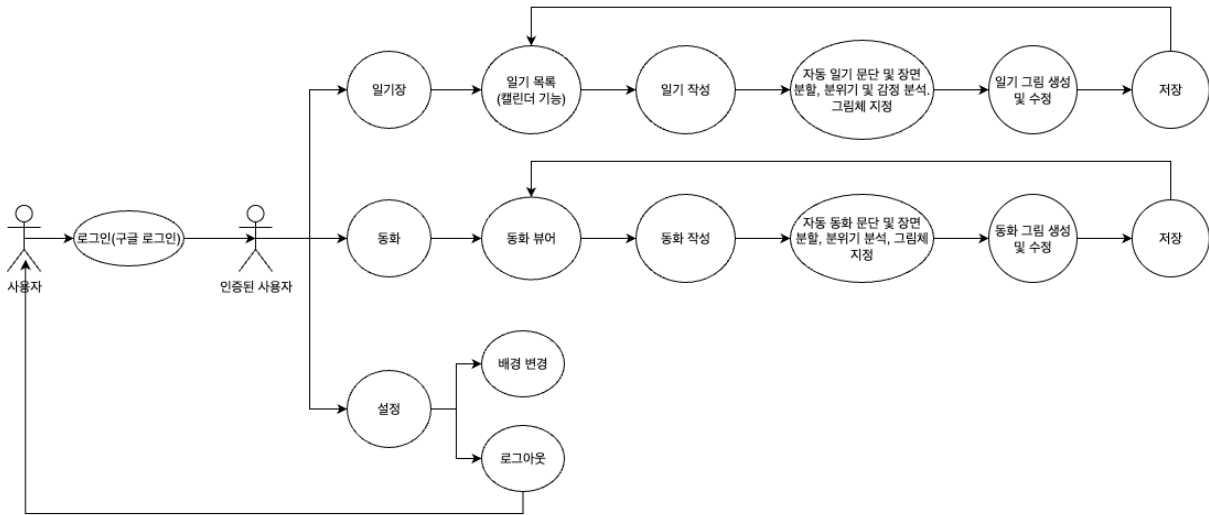 일기장
일기 목록
(캘린더 기능)
일기 작성
자동 일기 문단 및 장면
분할, 분위기 및 감정 분석.
그림체 지정
일기 그림 생성
및 수정
저장
사용자
로그인(구글 로그인)
인증된 사용자
동화
동화 뷰어
동화 작성
자동 동화 문단 및 장면
분할, 분위기 분석, 그림체
지정
동화 그림 생성
및 수정
저장
설정
배경 변경
로그아웃